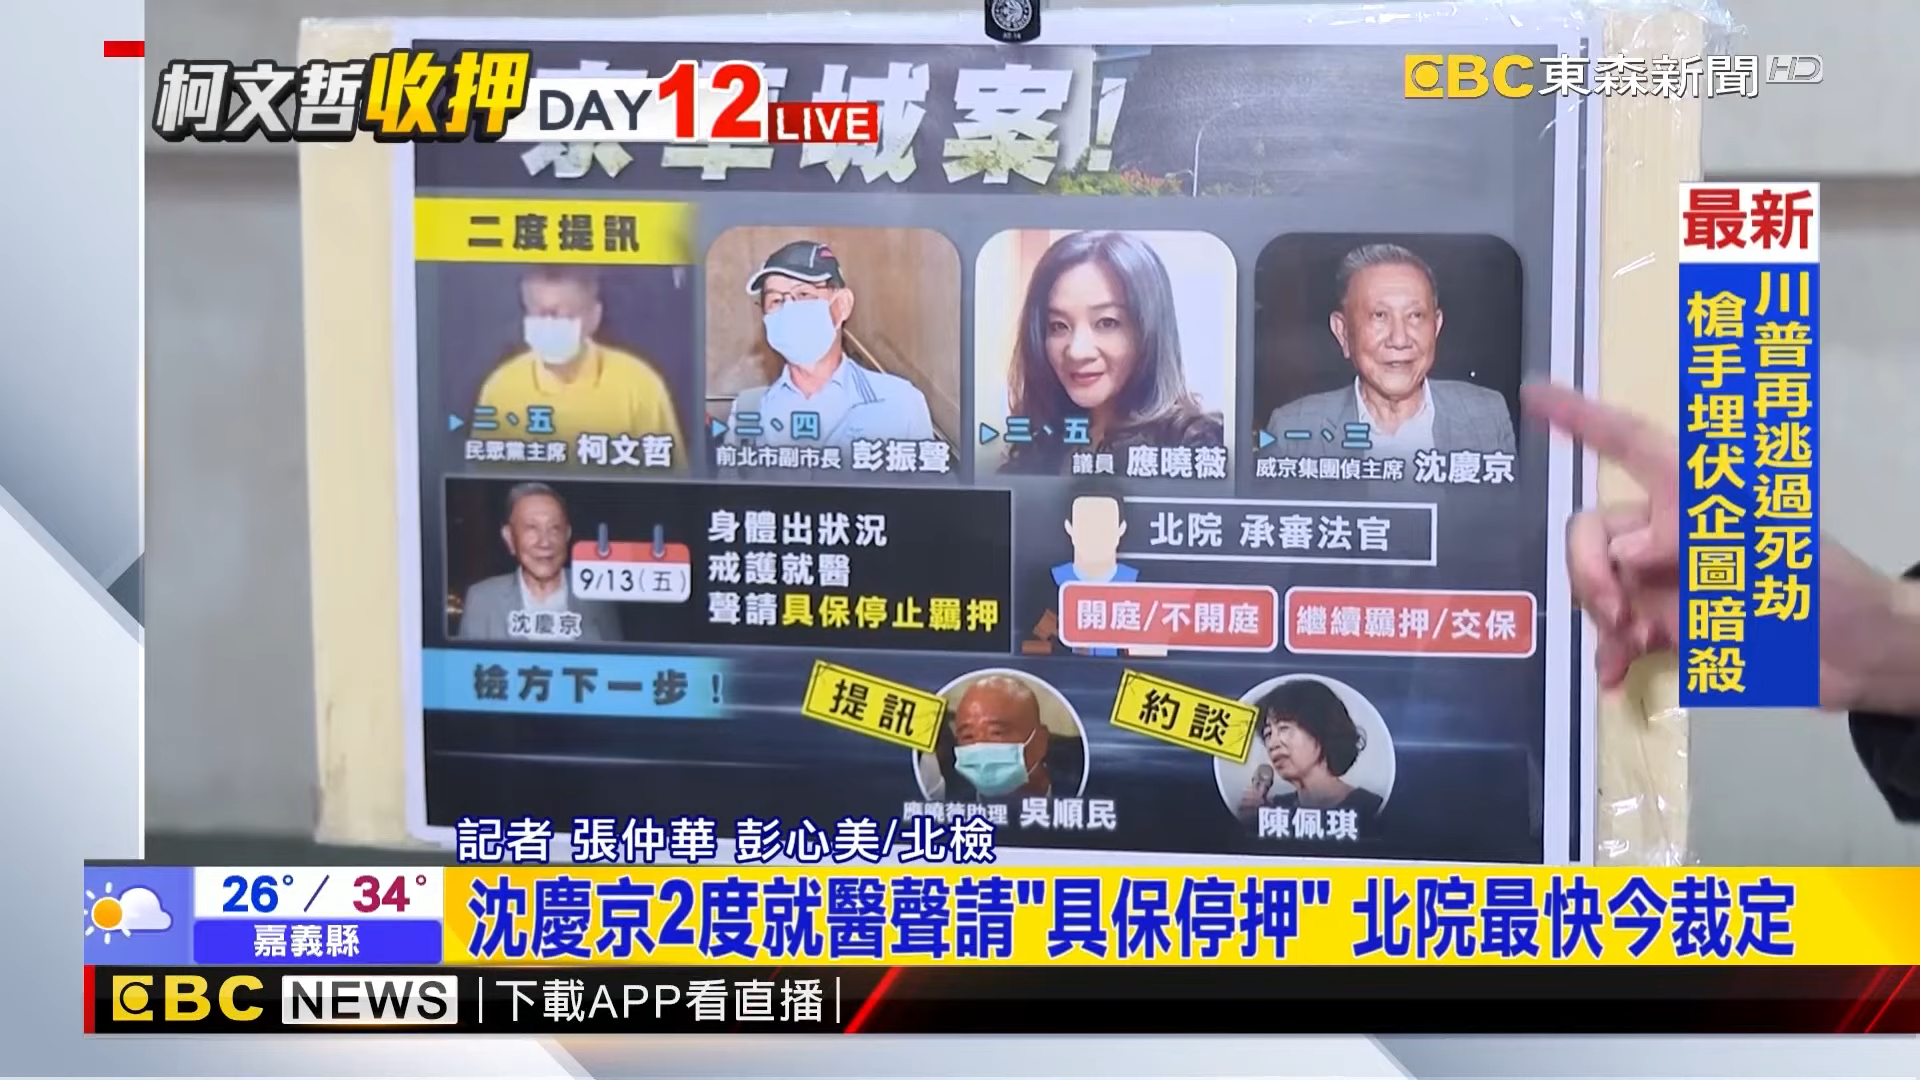 柯文哲收押DAY12 LIVE
EBC東森新聞HD
京華城案!
二度提訊
二、五
民眾黨主席 柯文哲
二、四
前北市副市長 彭振聲
三、五
議員 應曉薇
一、三
威京集團偵主席 沈慶京
最新
川普再逃過死劫
槍手埋伏企圖暗殺
9/13(五)
沈慶京
身體出狀況
戒護就醫
聲請具保停止羈押
北院 承審法官
開庭/不開庭
繼續羈押/交保
檢方下一步!
提訊
應曉薇助理 吳順民
約談
陳佩琪
記者 張仲華 彭心美/北檢
26°/ 34°
嘉義縣
沈慶京2度就醫聲請"具保停押" 北院最快今裁定
EBC NEWS |下載APP看直播|